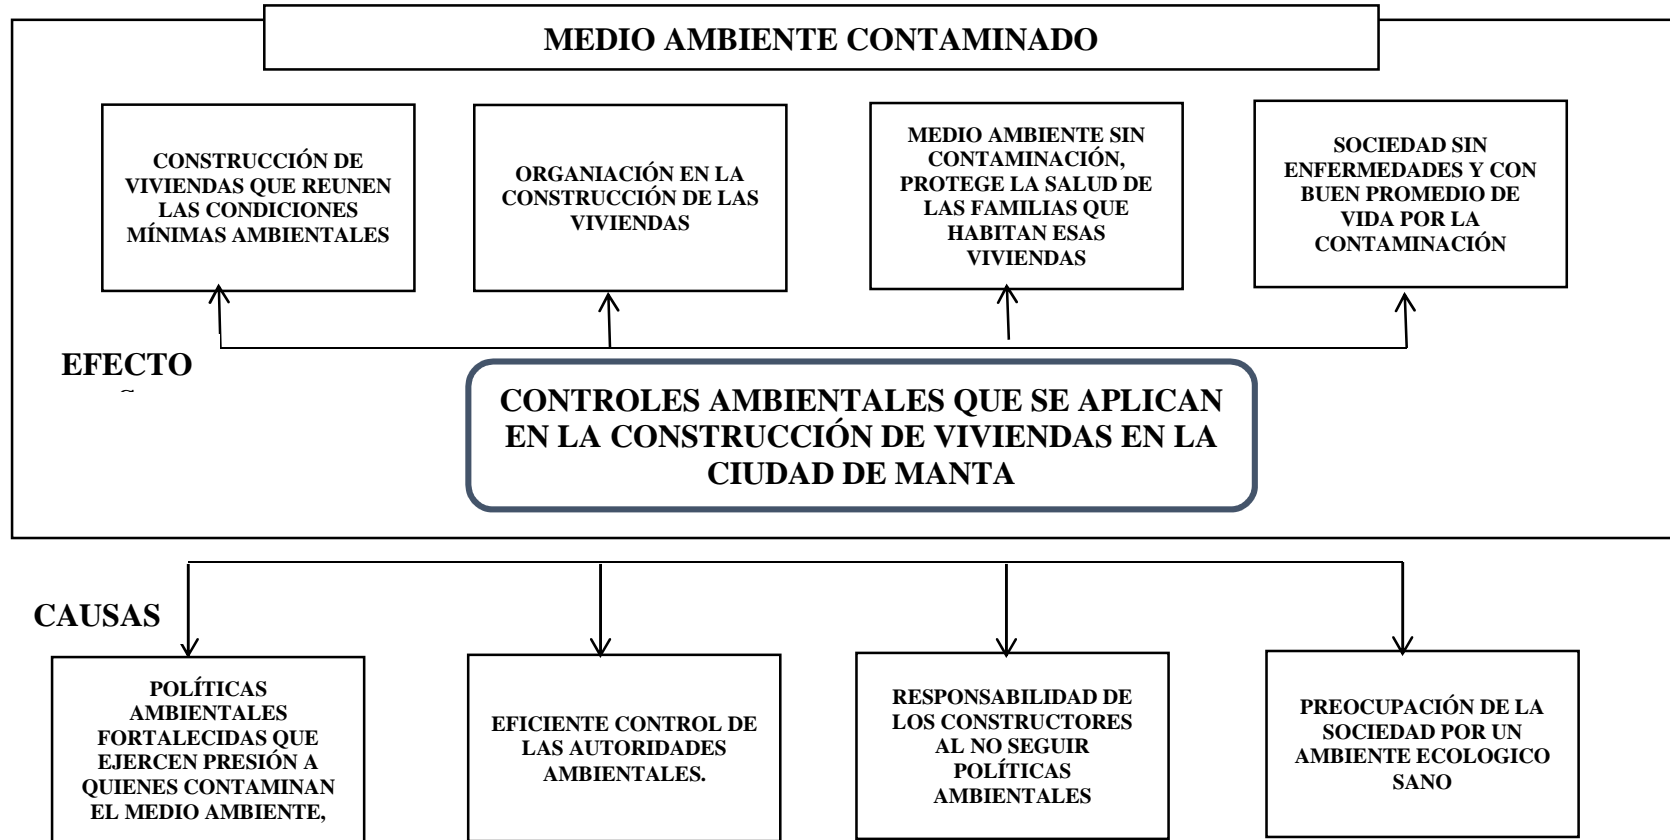 MEDIO AMBIENTE CONTAMINADO
CONSTRUCCIÓN DE
VIVIENDAS QUE REUNEN
LAS CONDICIONES
MÍNIMAS AMBIENTALES
ORGANIACIÓN EN LA
CONSTRUCCIÓN DE LAS
VIVIENDAS
MEDIO AMBIENTE SIN
CONTAMINACIÓN,
PROTEGE LA SALUD DE
LAS FAMILIAS QUE
HABITAN ESAS
VIVIENDAS
SOCIEDAD SIN
ENFERMEDADES Y CON
BUEN PROMEDIO DE
VIDA POR LA
CONTAMINACIÓN
EFECTO
CONTROLES AMBIENTALES QUE SE APLICAN
EN LA CONSTRUCCIÓN DE VIVIENDAS EN LA
CIUDAD DE MANTA
CAUSAS
POLÍTICAS
AMBIENTALES
FORTALECIDAS QUE
EJERCEN PRESIÓN A
QUIENES CONTAMINAN
EL MEDIO AMBIENTE,
EFICIENTE CONTROL DE
LAS AUTORIDADES
AMBIENTALES.
RESPONSABILIDAD DE
LOS CONSTRUCTORES
AL NO SEGUIR
POLÍTICAS
AMBIENTALES
PREOCUPACIÓN DE LA
SOCIEDAD POR UN
AMBIENTE ECOLOGICO
SANO